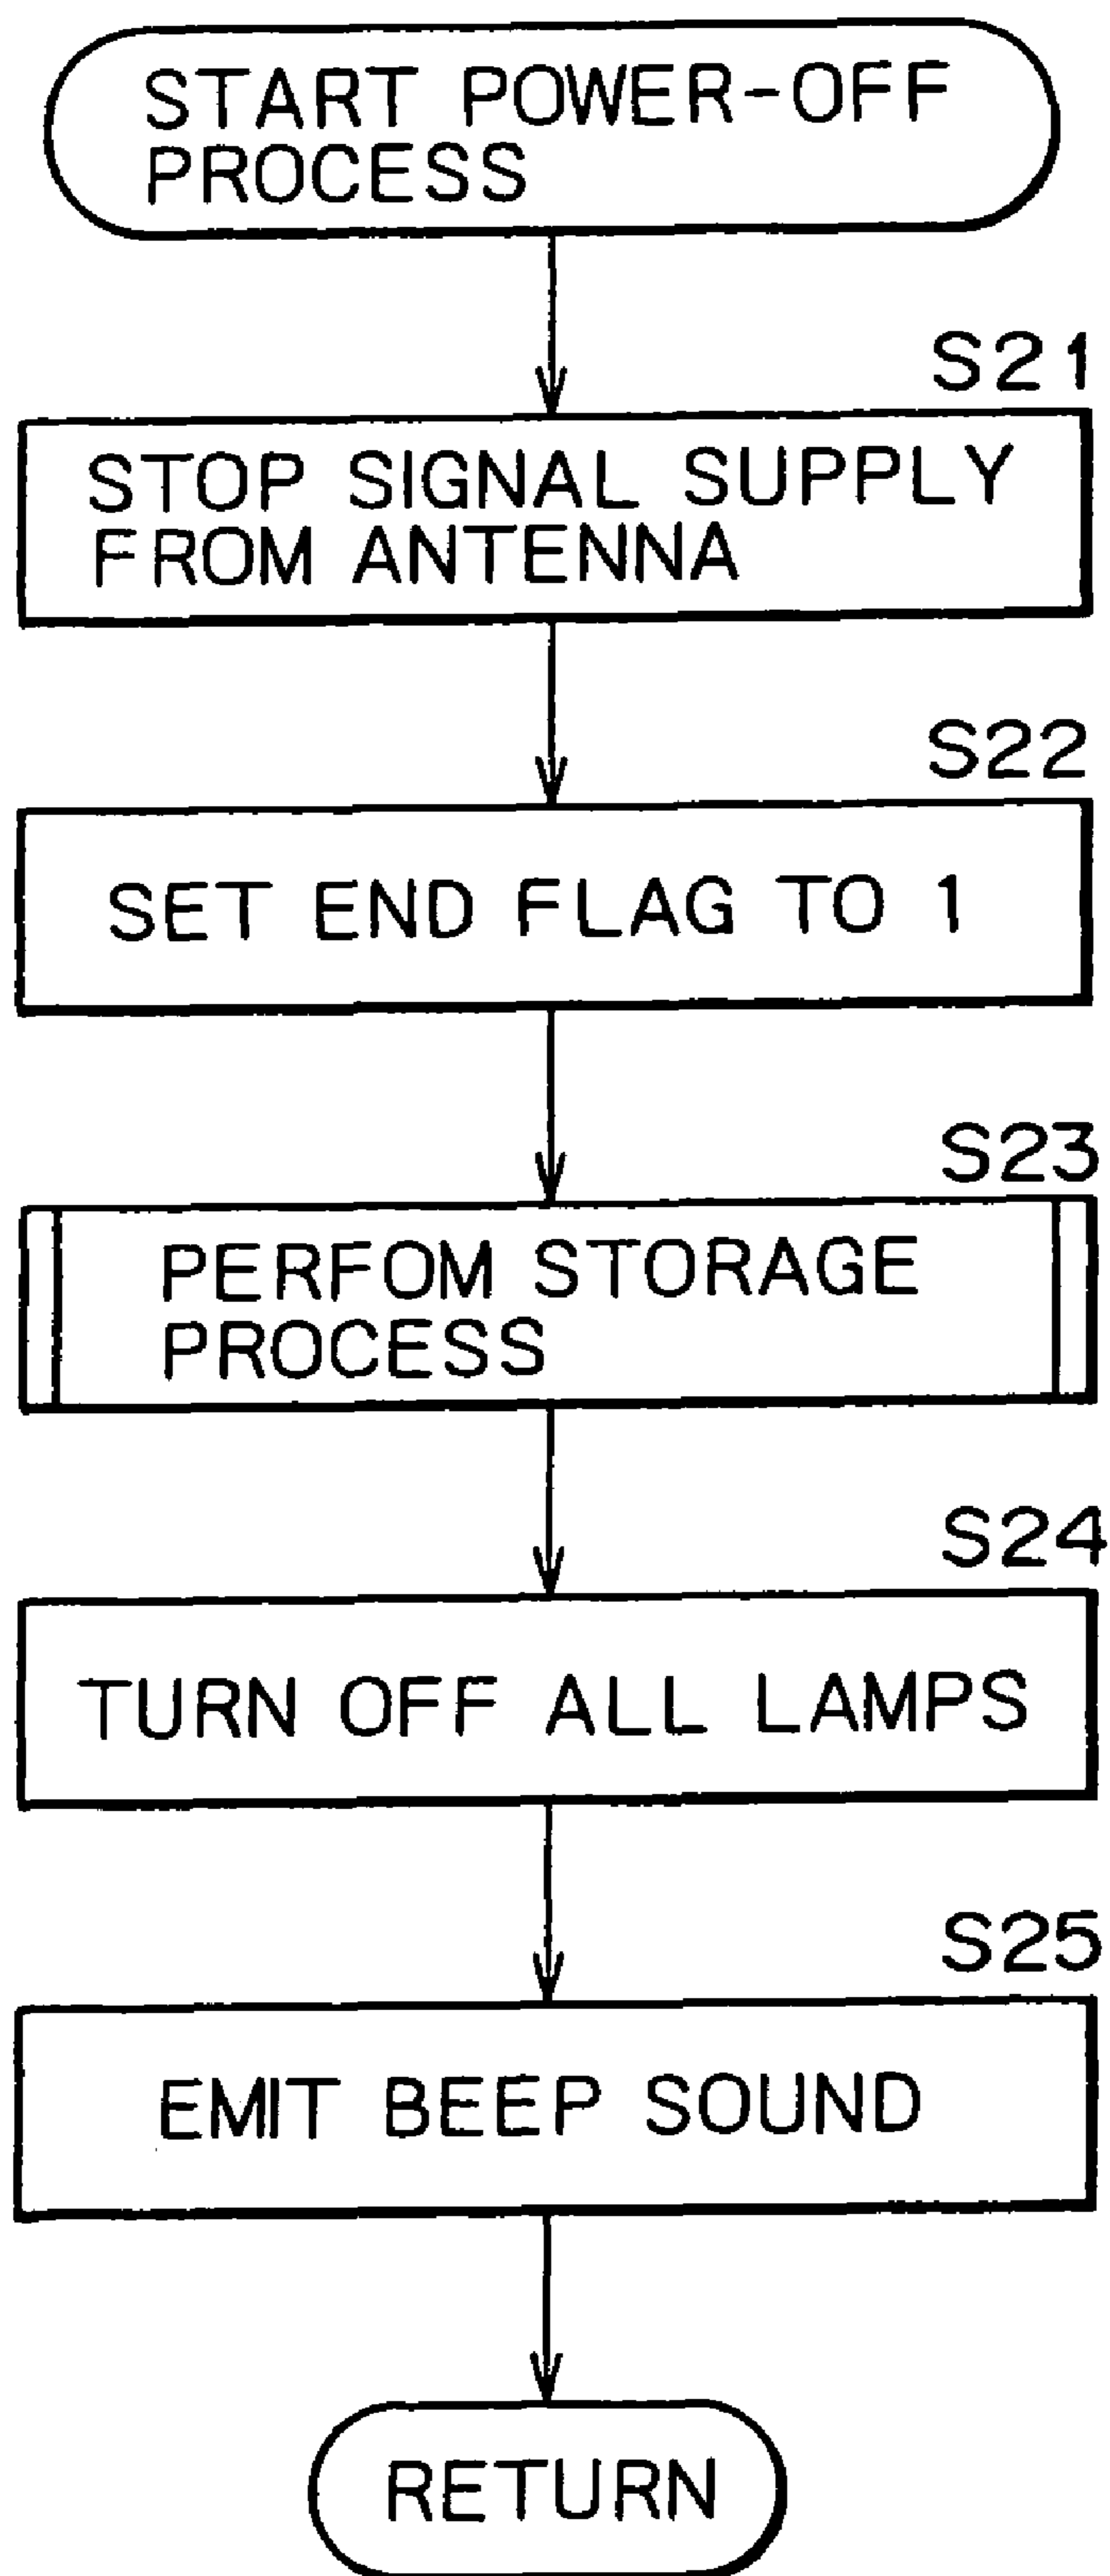 START POWER-OFF
PROCESS
S21
STOP SIGNAL SUPPLY
FROM ANTENNA
S22
SET END FLAG TO 1
S23
PERFOM STORAGE
PROCESS
S24
TURN OFF ALL LAMPS
S25
EMIT BEEP SOUND
RETURN